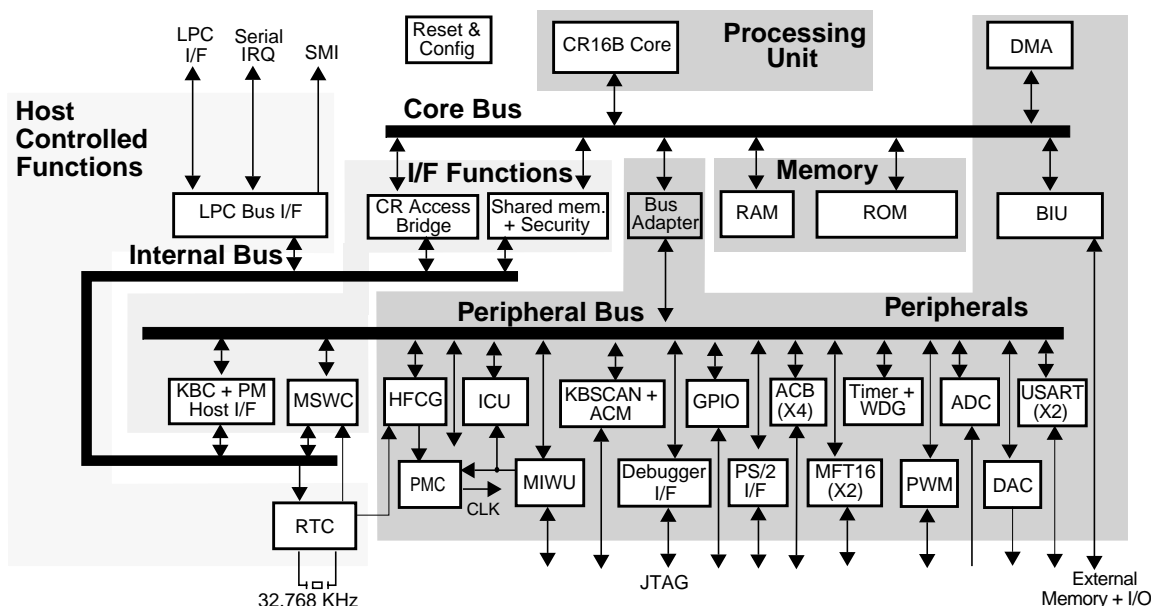 LPC
I/F
Serial
IRQ
SMI
Reset &
Config
CR16B Core
Processing
Unit
DMA
Host
Controlled
Functions
Core Bus
I/F Functions
Memory
LPC Bus I/F
CR Access
Bridge
Shared mem.
+ Security
Bus
Adapter
RAM
ROM
BIU
Internal Bus
Peripheral Bus
Peripherals
KBC + PM
Host I/F
MSWC
HFCG
ICU
KBSCAN +
ACM
GPIO
ACB
(X4)
Timer +
WDG
ADC
USART
(X2)
PMC
CLK
MIWU
Debugger
I/F
PS/2
I/F
MFT16
(X2)
PWM
DAC
RTC
32.768 KHz
JTAG
External
Memory + I/O